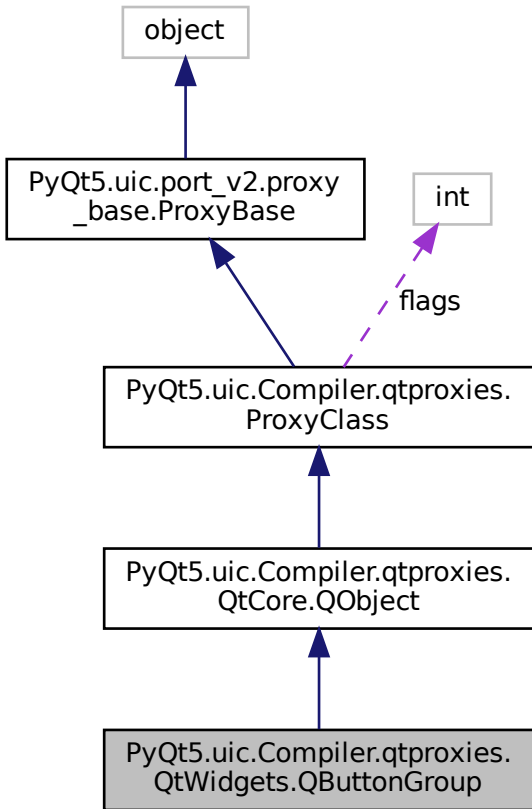 object
PyQt5.uic.port_v2.proxy
_base.ProxyBase
int
flags
PyQt5.uic.Compiler.qtproxies.
ProxyClass
PyQt5.uic.Compiler.qtproxies.
QtCore.QObject
PyQt5.uic.Compiler.qtproxies.
QtWidgets.QButtonGroup